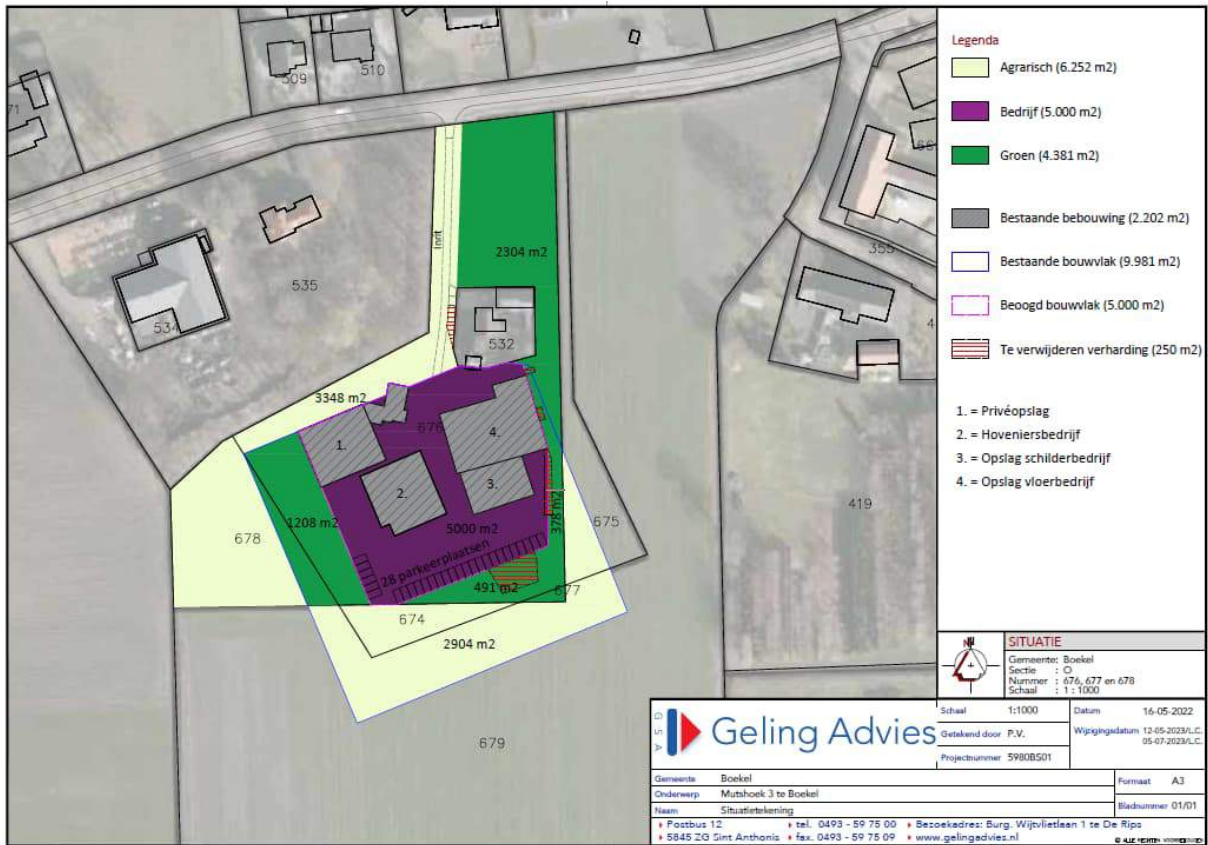 509
510
71
Inrit
2304 m2
535
534
532
3348 m2
676
1.
4.
2.
3.
1208 m2
5000 m2
378 m2
675
678
28 parkeerplaatsen
491 m2
677
674
2904 m2
679
355
419
Legenda
Agrarisch (6.252 m2)
Bedrijf (5.000 m2)
Groen (4.381 m2)
Bestaande bebouwing (2.202 m2)
Bestaande bouwvlak (9.981 m2)
Beoogd bouwvlak (5.000 m2)
Te verwijderen verharding (250 m2)
1. = Privéopslag
2. = Hoveniersbedrijf
3. = Opslag schilderbedrijf
4. = Opslag vloerbedrijf
N
SITUATIE
Gemeente: Boekel
Sectie : O
Nummer : 676, 677 en 678
Schaal : 1 : 1000
G S A
Geling Advies
Schaal 1:1000
Datum 16-05-2022
Getekend door P.V.
Wijzigingsdatum 12-05-2023/L.C.
05-07-2023/L.C.
Projectnummer 5980BS01
Gemeente Boekel
Formaat A3
Onderwerp Mutshoek 3 te Boekel
Naam Situatietekening
Bladnummer 01/01
Postbus 12 tel. 0493 - 59 75 00 Bezoekadres: Burg. Wijtvlietlaan 1 te De Rips
5845 ZG Sint Anthonis fax. 0493 - 59 75 09 www.gelingadvies.nl